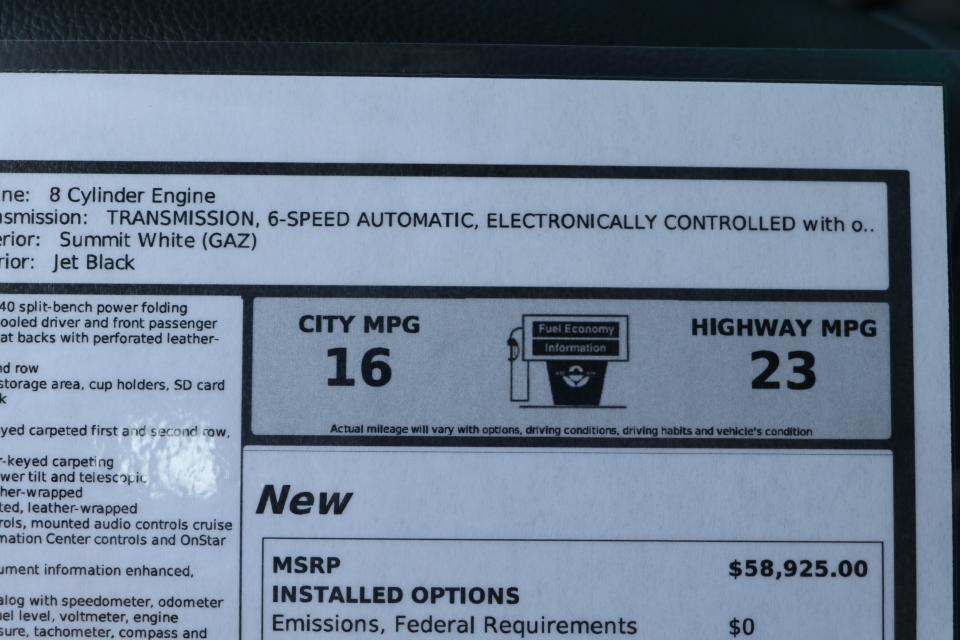 ne: 8 Cylinder Engine
nsmission: TRANSMISSION, 6-SPEED AUTOMATIC, ELECTRONICALLY CONTROLLED with o..
erior: Summit White (GAZ)
rior: Jet Black
40 split-bench power folding
ooled driver and front passenger
at backs with perforated leather-
nd row
storage area, cup holders, SD card
k
yed carpeted first and second row,
r-keyed carpeting
wer tilt and telescopic
her-wrapped
ted, leather-wrapped
rols, mounted audio controls cruise
mation Center controls and OnStar
ument information enhanced,
alog with speedometer, odometer
uel level, voltmeter, engine
sure, tachometer, compass and
CITY MPG
16
Fuel Economy
Information
HIGHWAY MPG
23
Actual mileage will vary with options, driving conditions, driving habits and vehicle's condition
New
MSRP $58,925.00
INSTALLED OPTIONS
Emissions, Federal Requirements $0